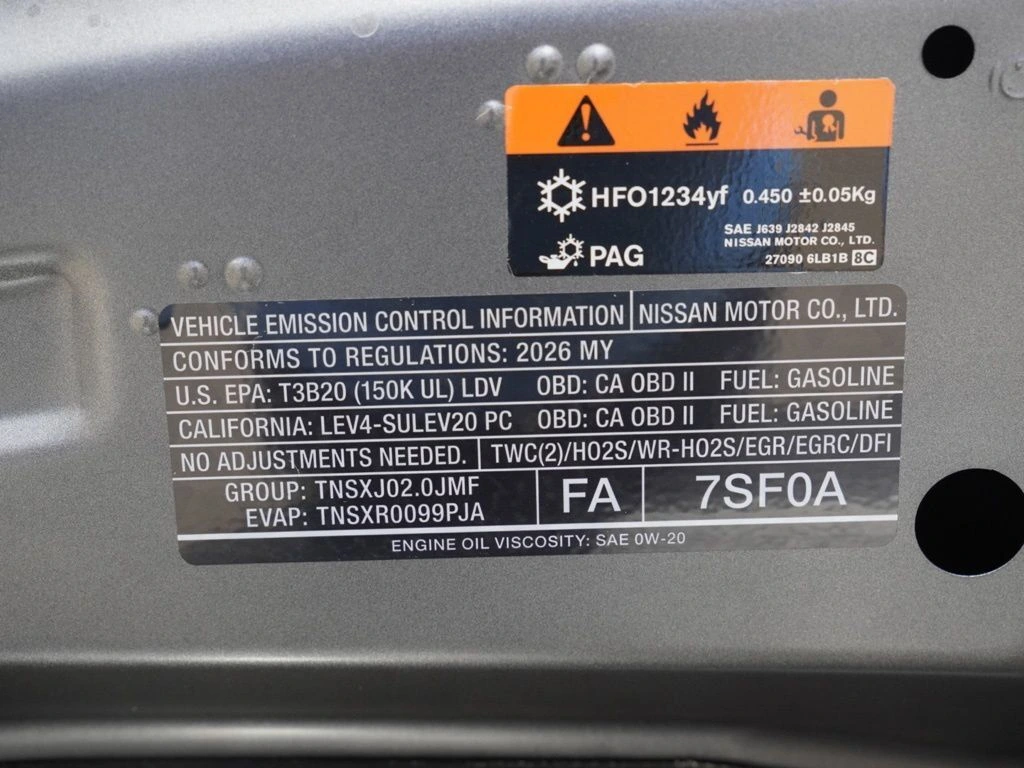 HFO1234yf 0.450 ±0.05Kg
SAE J639 J2842 J2845
NISSAN MOTOR CO., LTD.
PAG
27090 6LB1B 8C
VEHICLE EMISSION CONTROL INFORMATION NISSAN MOTOR CO., LTD.
CONFORMS TO REGULATIONS: 2026 MY
U.S. EPA: T3B20 (150K UL) LDV OBD: CA OBD II FUEL: GASOLINE
CALIFORNIA: LEV4-SULEV20 PC OBD: CA OBD II FUEL: GASOLINE
NO ADJUSTMENTS NEEDED. TWC(2)/HO2S/WR-HO2S/EGR/EGRC/DFI
GROUP: TNSXJ02.0JMF
EVAP: TNSXR0099PJA
FA 7SF0A
ENGINE OIL VISCOSITY: SAE 0W-20